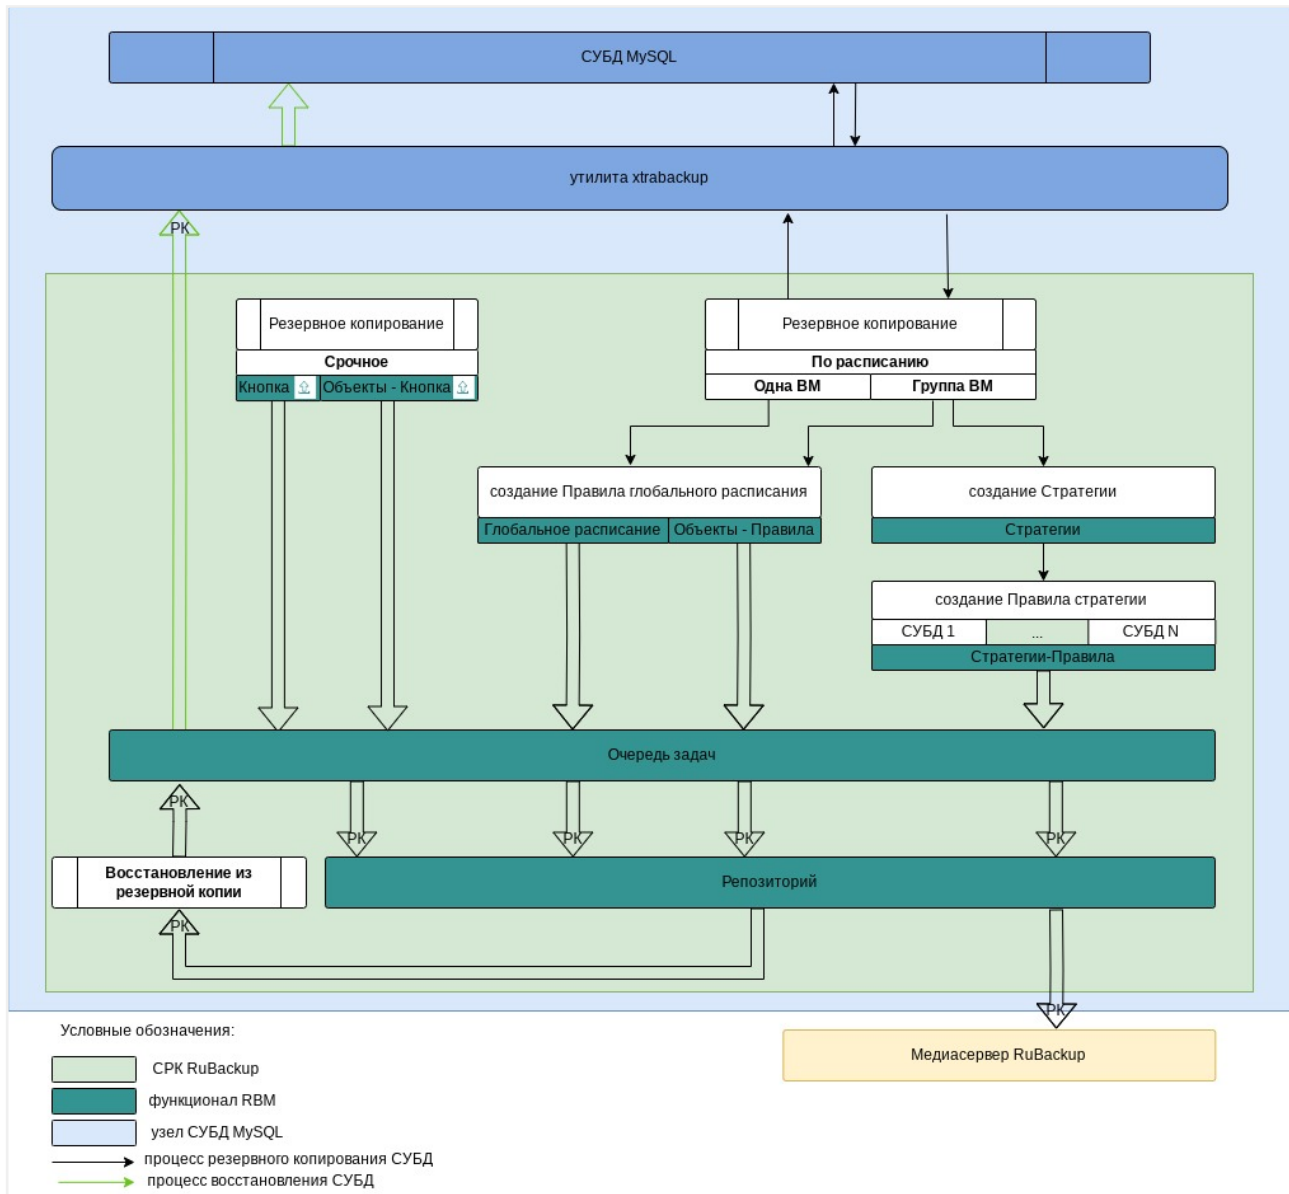 СУБД MySQL
утилита xtrabackup
РК
Резервное копирование
Срочное
Кнопка
Объекты - Кнопка
Резервное копирование
По расписанию
Одна ВМ
Группа ВМ
создание Правила глобального расписания
Глобальное расписание
Объекты - Правила
создание Стратегии
Стратегии
создание Правила стратегии
СУБД 1
...
СУБД N
Стратегии-Правила
Очередь задач
РК
РК
РК
РК
РК
Восстановление из
резервной копии
Репозиторий
РК
РК
Медиасервер RuBackup
Условные обозначения:
СРК RuBackup
функционал RBM
узел СУБД MySQL
процесс резервного копирования СУБД
процесс восстановления СУБД